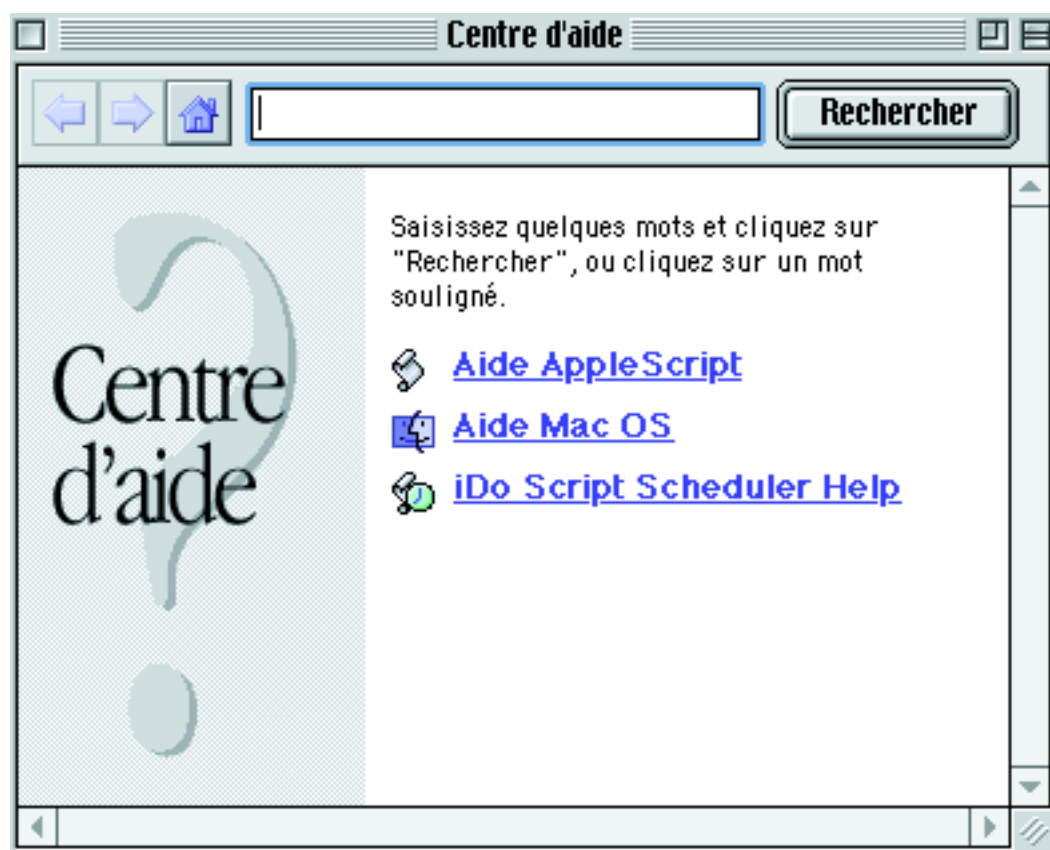 Centre d'aide
Rechercher
Saisissez quelques mots et cliquez sur
"Rechercher", ou cliquez sur un mot
souligné.
Centre
d'aide
Aide AppleScript
Aide Mac OS
iDo Script Scheduler Help